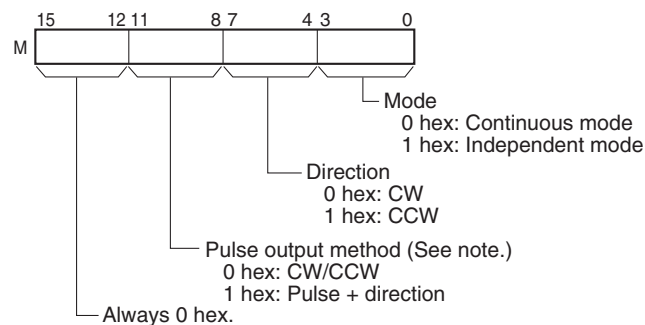 15 12 11 8 7 4 3 0
M
Mode
0 hex: Continuous mode
1 hex: Independent mode
Direction
0 hex: CW
1 hex: CCW
Pulse output method (See note.)
0 hex: CW/CCW
1 hex: Pulse + direction
Always 0 hex.